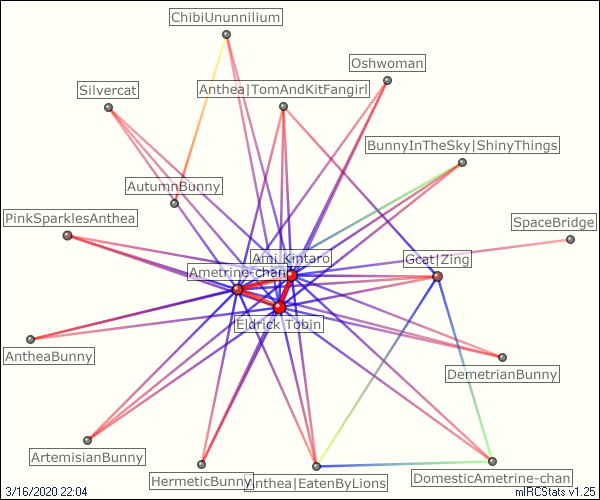 ChibiUnunnilium
Oshwoman
Silvercat
Anthea|TomAndKitFangirl
BunnyInTheSky|ShinyThings
AutumnBunny
PinkSparklesAnthea
SpaceBridge
Ami Kintaro
Gcat|Zing
Ametrine-chan
Eldrick Tobin
AntheaBunny
DemetrianBunny
ArtemisianBunny
HermeticBunny
Anthea|EatenByLions
DomesticAmetrine-chan
3/16/2020 22:04
mIRCStats v1.25